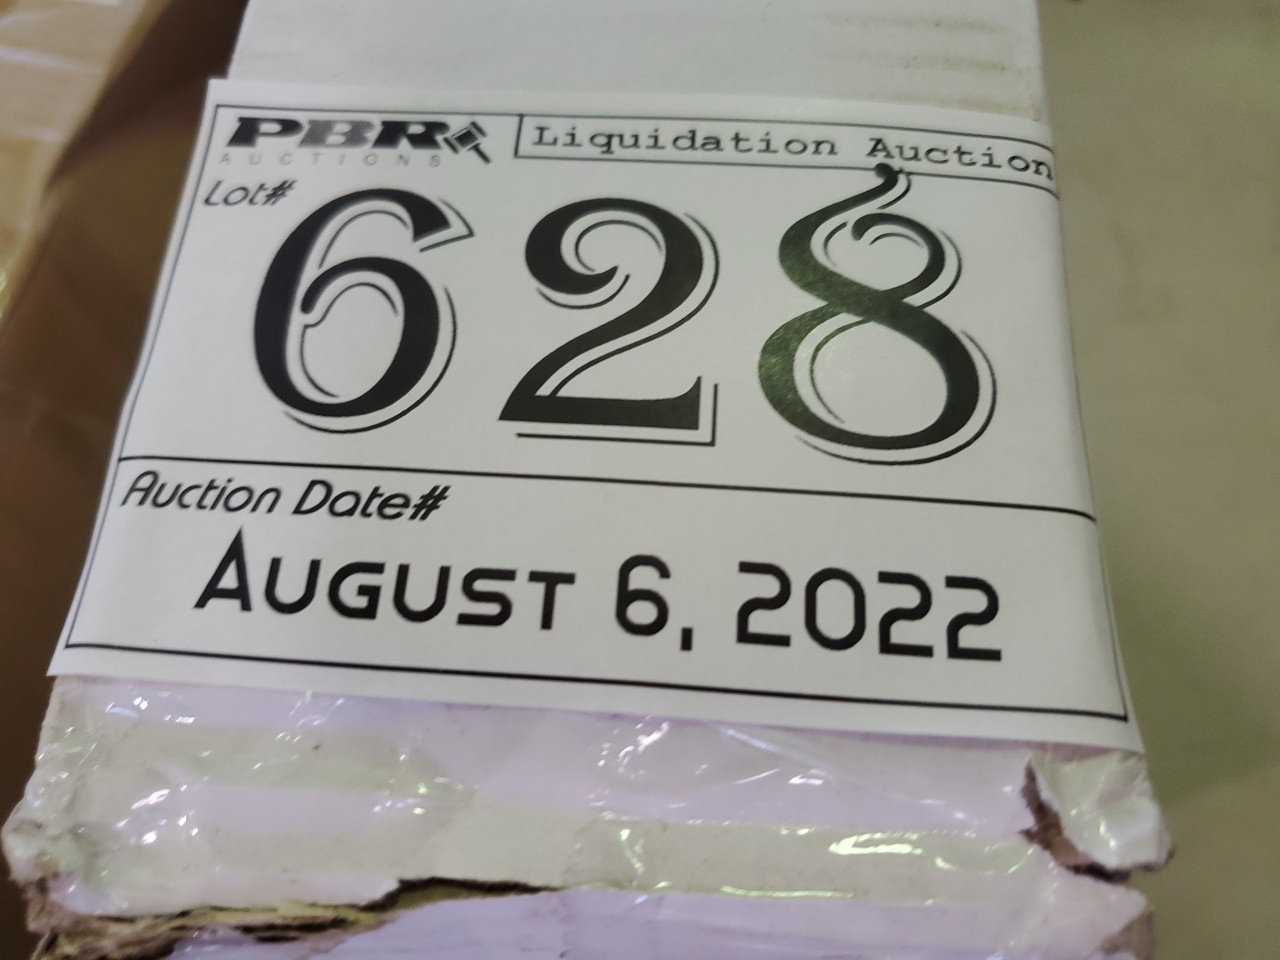 PBR
AUCTIONS
Liquidation Auction
Lot#
628
Auction Date#
AUGUST 6, 2022